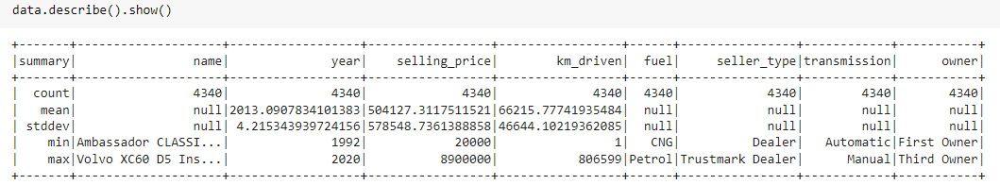 data.describe().show()
+-------+--------------------+-----------------+-----------------+-----------------+------+----------------+------------+-----------+
|summary|                name|             year|    selling_price|        km_driven|  fuel|     seller_type|transmission|      owner|
+-------+--------------------+-----------------+-----------------+-----------------+------+----------------+------------+-----------+
|  count|                4340|             4340|             4340|             4340|  4340|            4340|        4340|       4340|
|   mean|                null|2013.0907834101383|504127.3117511521|66215.77741935484|  null|            null|        null|       null|
| stddev|                null|4.215343939724156|578548.7361388858|46644.10219362085|  null|            null|        null|       null|
|    min|Ambassador CLASSI...|             1992|            20000|                1|   CNG|          Dealer|   Automatic|First Owner|
|    max|Volvo XC60 D5 Ins...|             2020|          8900000|           806599|Petrol|Trustmark Dealer|      Manual|Third Owner|
+-------+--------------------+-----------------+-----------------+-----------------+------+----------------+------------+-----------+